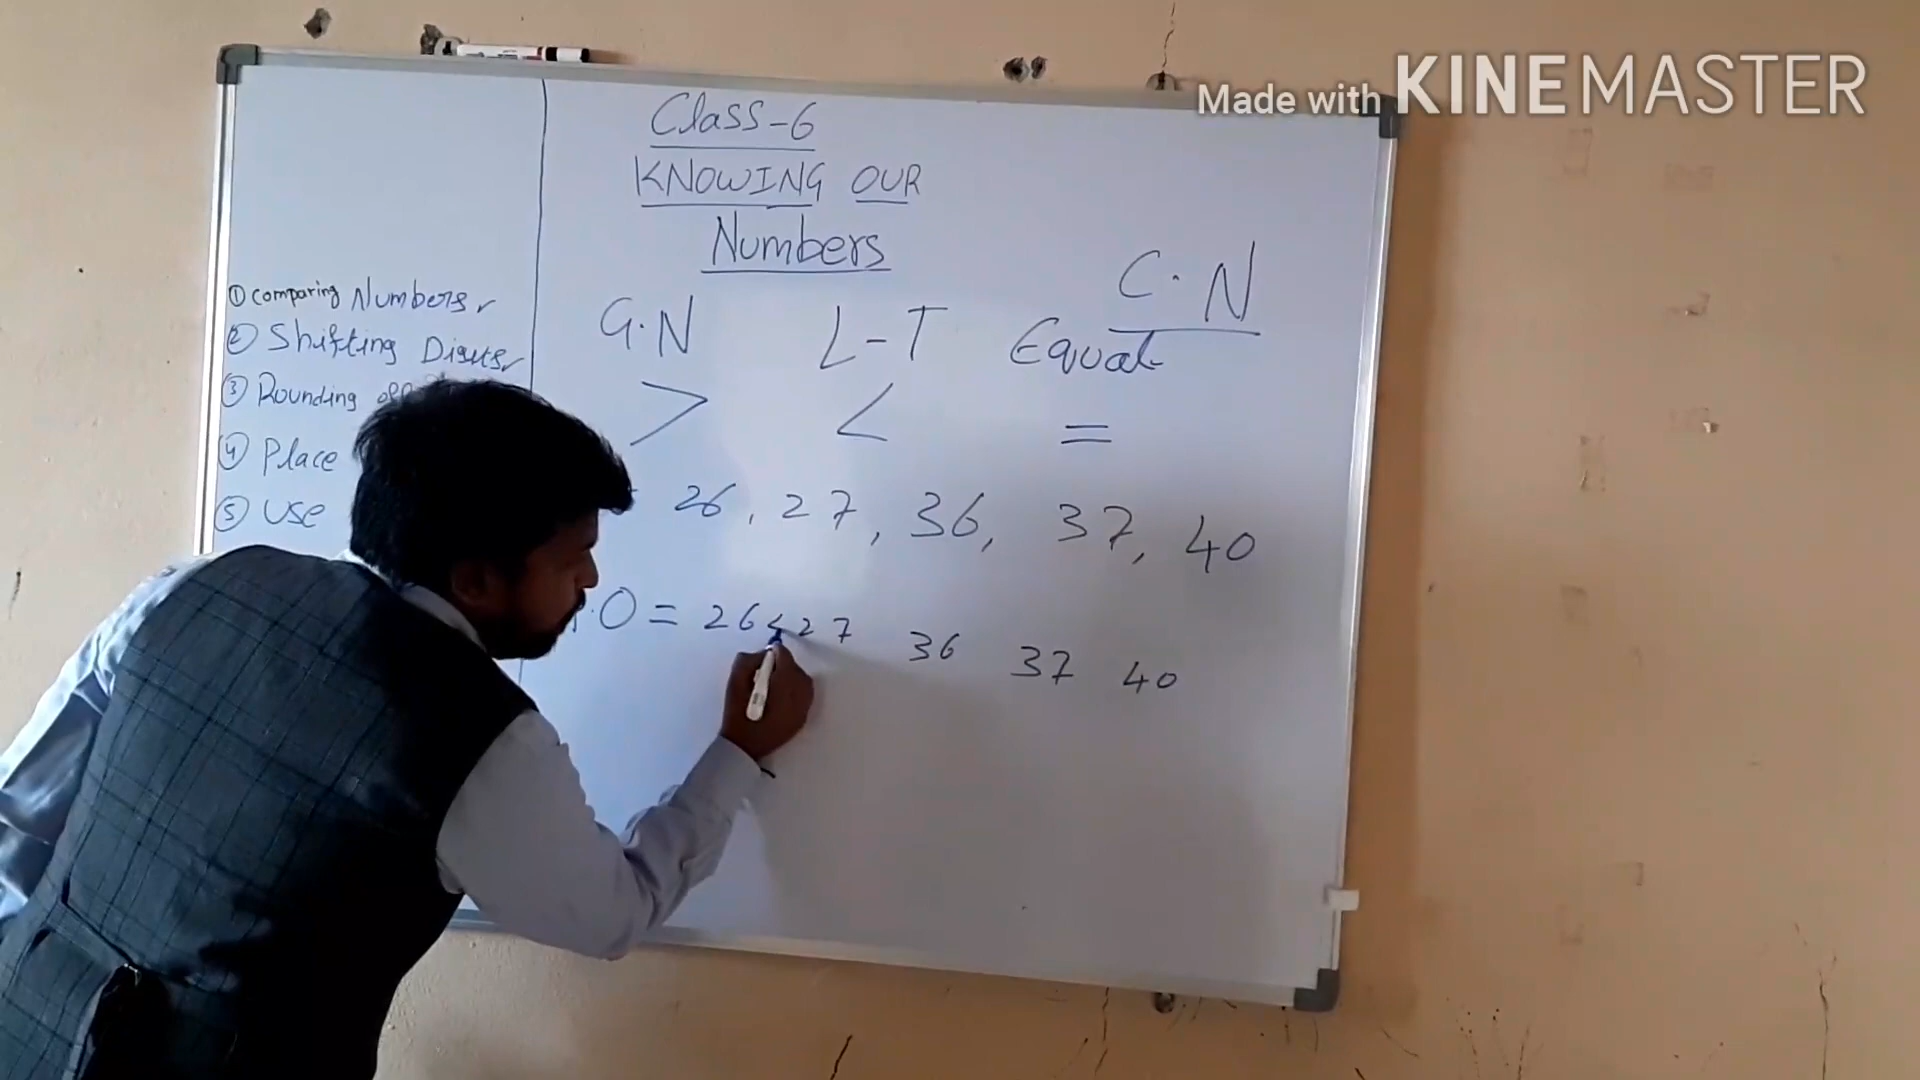 Made with KINEMASTER
Class-6
KNOWING OUR
Numbers
① comparing Numbers
② Shifting Digits
③ Rounding off
④ Place
⑤ Use
C.N
G.N L-T Equal
> < =
26, 27, 36, 37, 40
.O = 26 < 27 36 37 40